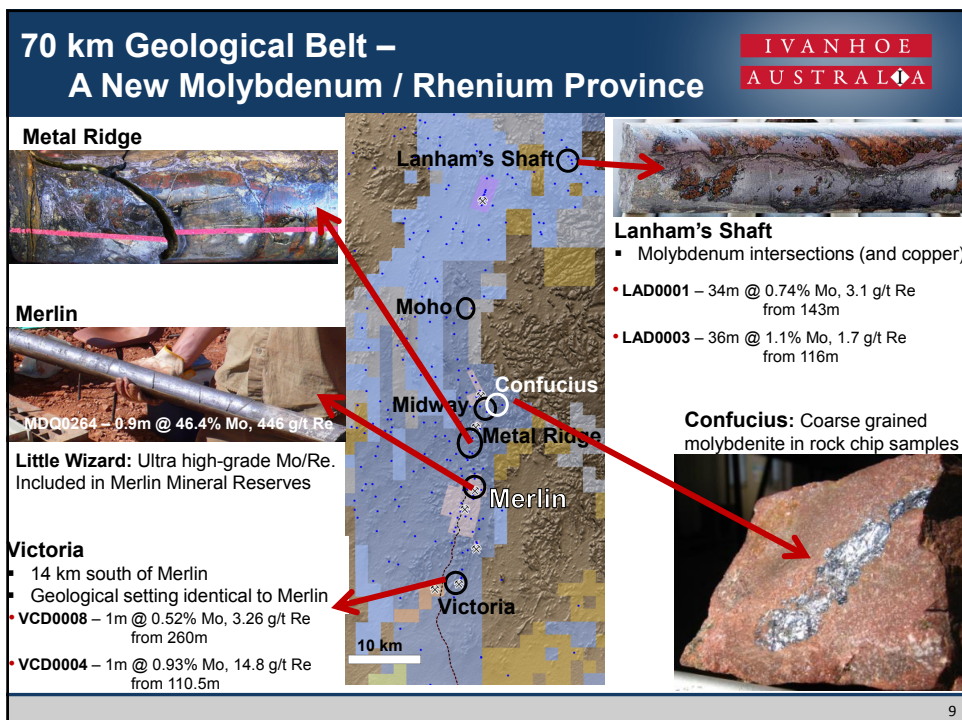 70 km Geological Belt –
A New Molybdenum / Rhenium Province
IVANHOE
AUSTRALIA
Metal Ridge
Merlin
MDQ0264 – 0.9m @ 46.4% Mo, 446 g/t Re
Little Wizard: Ultra high-grade Mo/Re.
Included in Merlin Mineral Reserves
Victoria
▪ 14 km south of Merlin
▪ Geological setting identical to Merlin
• VCD0008 – 1m @ 0.52% Mo, 3.26 g/t Re
from 260m
• VCD0004 – 1m @ 0.93% Mo, 14.8 g/t Re
from 110.5m
Lanham's Shaft
Moho
Confucius
Midway
Metal Ridge
Merlin
Victoria
10 km
Lanham's Shaft
▪ Molybdenum intersections (and copper)
• LAD0001 – 34m @ 0.74% Mo, 3.1 g/t Re
from 143m
• LAD0003 – 36m @ 1.1% Mo, 1.7 g/t Re
from 116m
Confucius: Coarse grained
molybdenite in rock chip samples
9